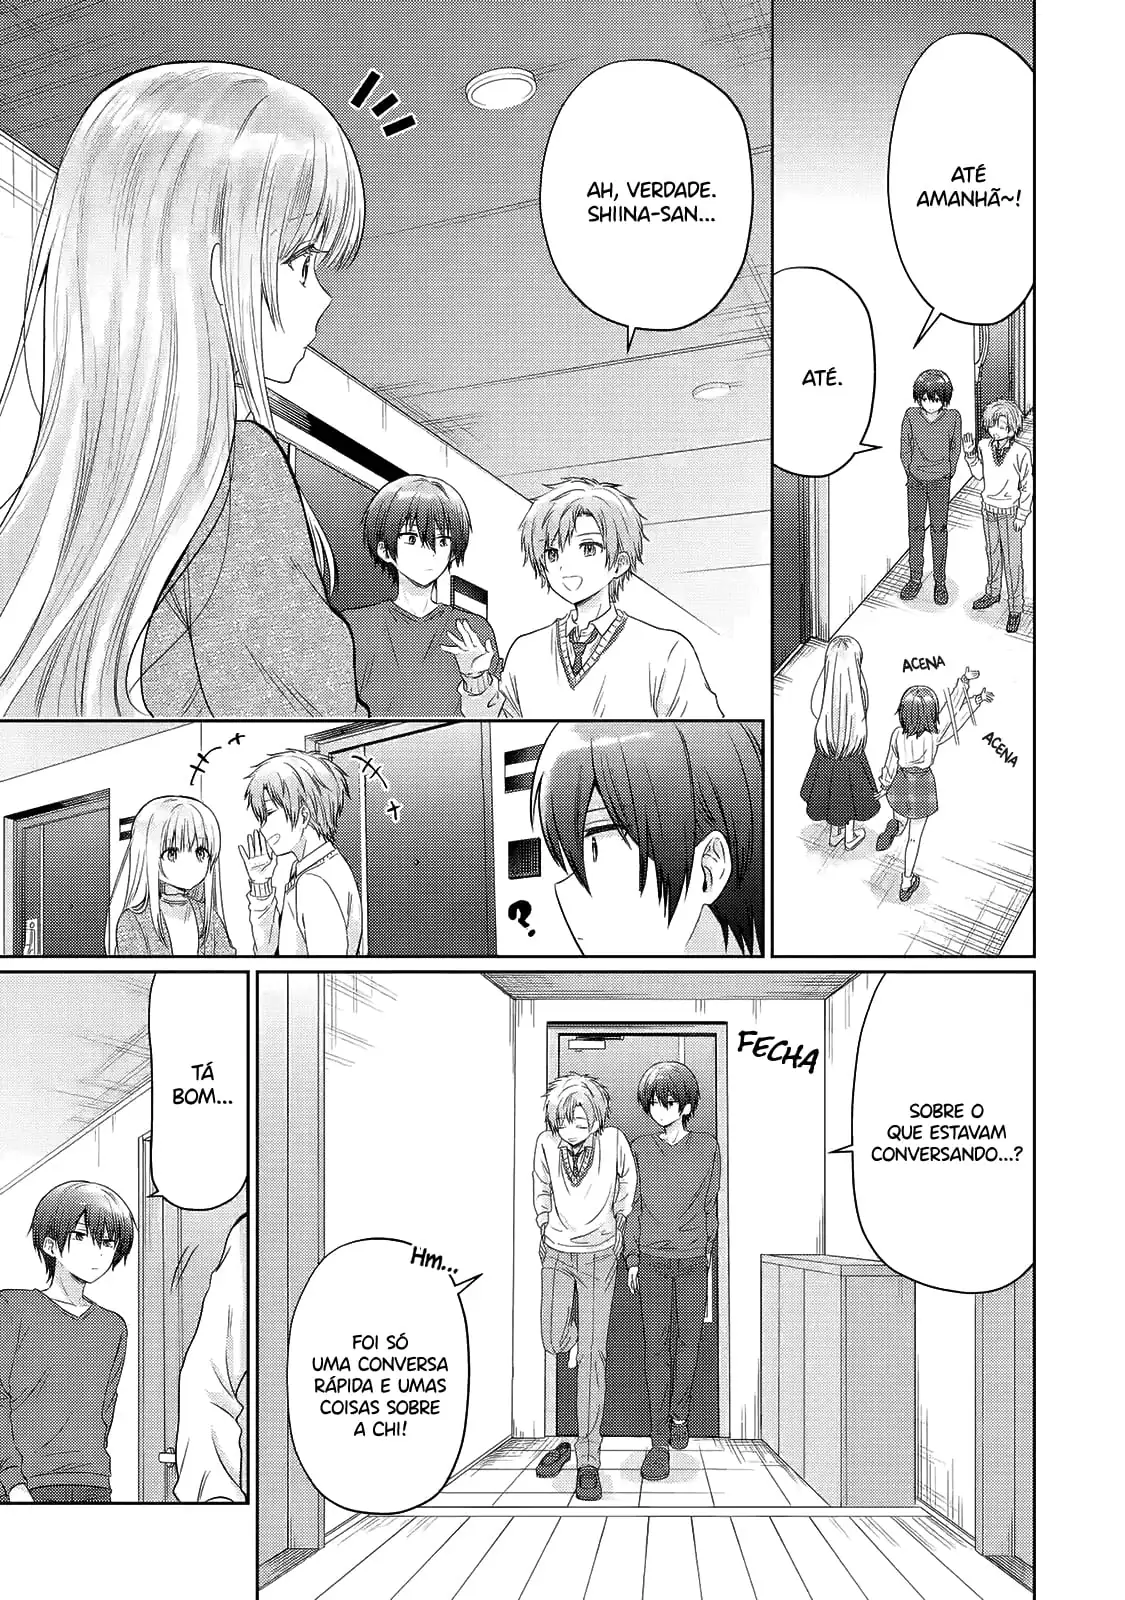 ATÉ
AMANHÃ~!
ATÉ.
ACENA
ACENA
AH, VERDADE.
SHIINA-SAN...
?
FECHA
SOBRE O
QUE ESTAVAM
CONVERSANDO...?
Hm...
FOI SÓ
UMA CONVERSA
RÁPIDA E UMAS
COISAS SOBRE
A CHI!
TÁ
BOM...